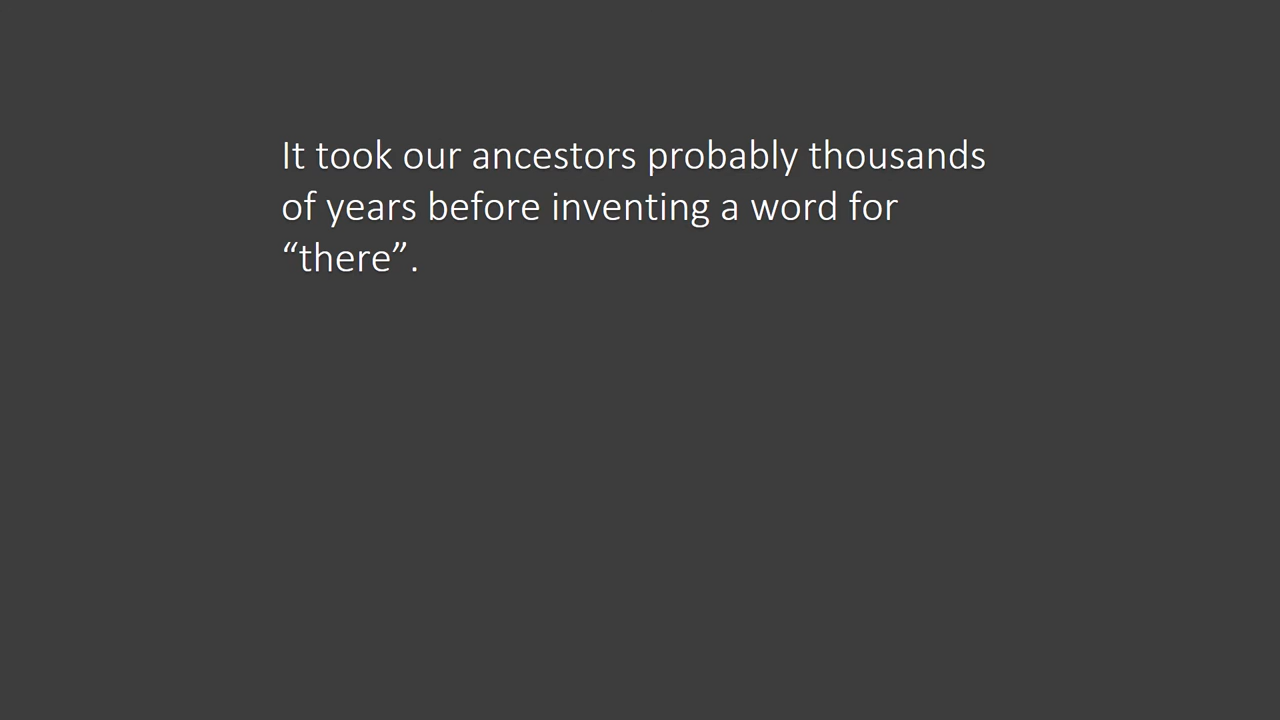 It took our ancestors probably thousands
of years before inventing a word for
“there”.